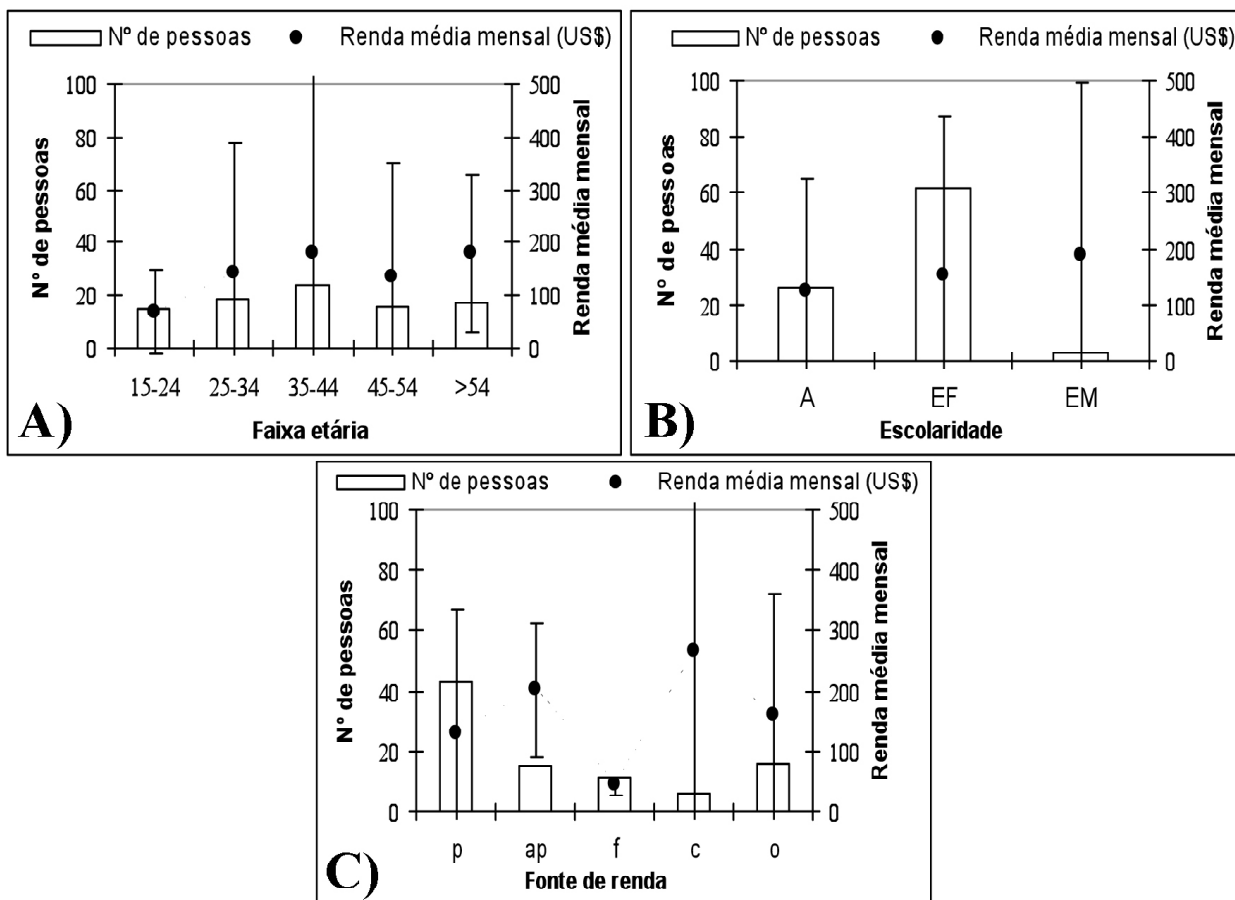 Nº de pessoas Renda média mensal (US$)
100 500
80 400
60 300
40 200
20 100
0 0
Nº de pessoas
Renda média mensal
15-24 25-34 35-44 45-54 >54
Faixa etária
A)
Nº de pessoas Renda média mensal (US$)
100 500
80 400
60 300
40 200
20 100
0 0
Nº de pessoas
Renda média mensal
A EF EM
Escolaridade
B)
Nº de pessoas Renda média mensal (US$)
100 500
80 400
60 300
40 200
20 100
0 0
Nº de pessoas
Renda média mensal
p ap f c o
Fonte de renda
C)